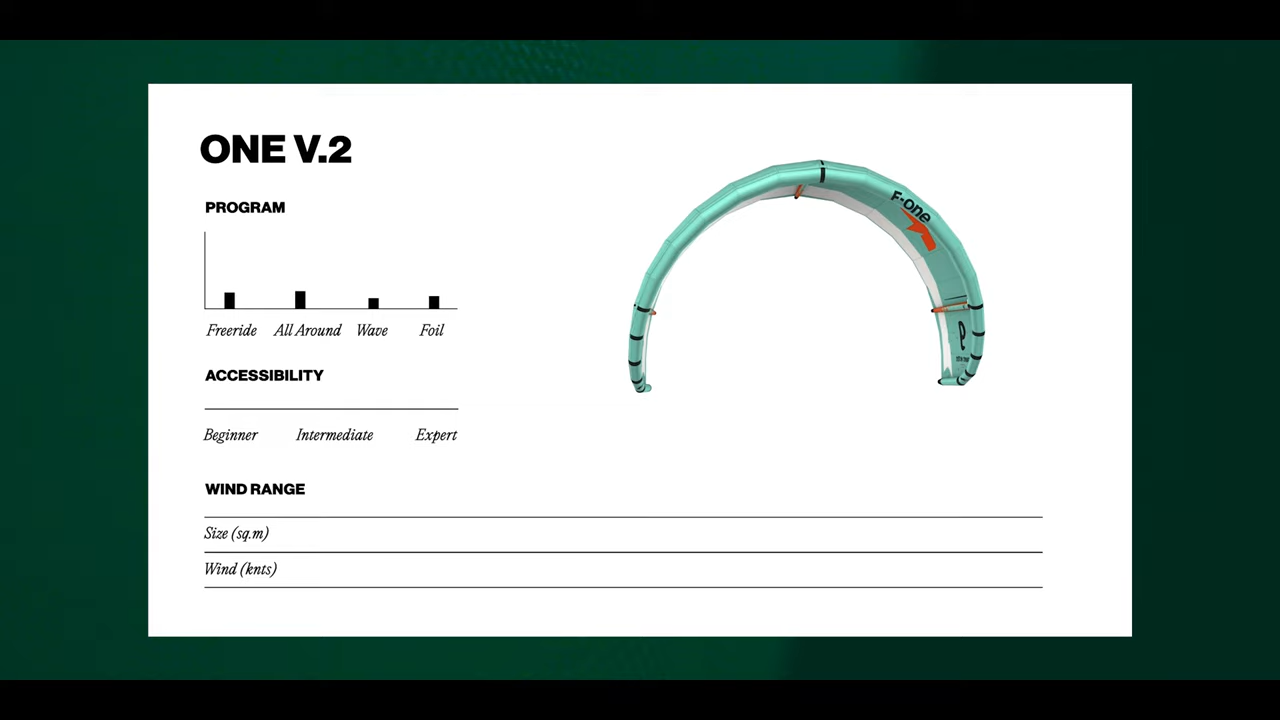 ONE V.2
PROGRAM
Freeride All Around Wave Foil
ACCESSIBILITY
Beginner Intermediate Expert
WIND RANGE
Size (sq.m)
Wind (knts)
F-one